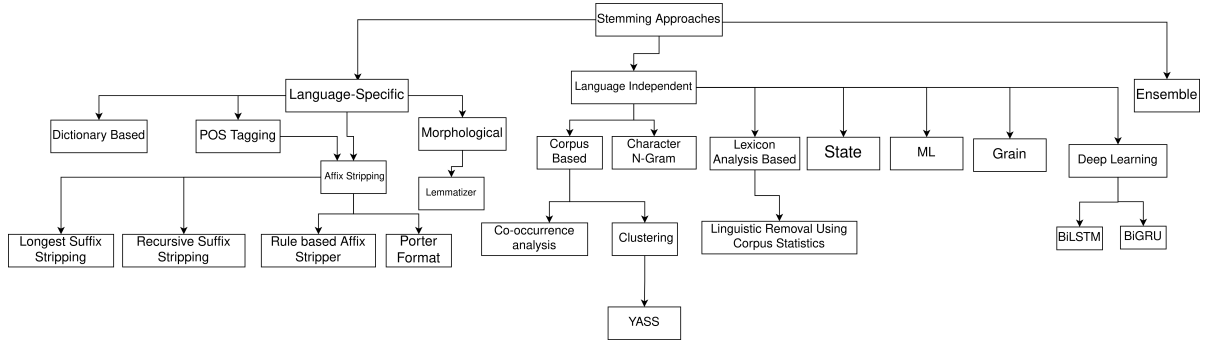 Stemming Approaches
Language-Specific
Language Independent
Ensemble
Dictionary Based
POS Tagging
Morphological
Corpus
Based
Character
N-Gram
Lexicon
Analysis Based
State
ML
Grain
Deep Learning
Affix Stripping
Lemmatizer
Longest Suffix
Stripping
Recursive Suffix
Stripping
Rule based Affix
Stripper
Porter
Format
Co-occurrence
analysis
Clustering
Linguistic Removal Using
Corpus Statistics
BiLSTM
BiGRU
YASS